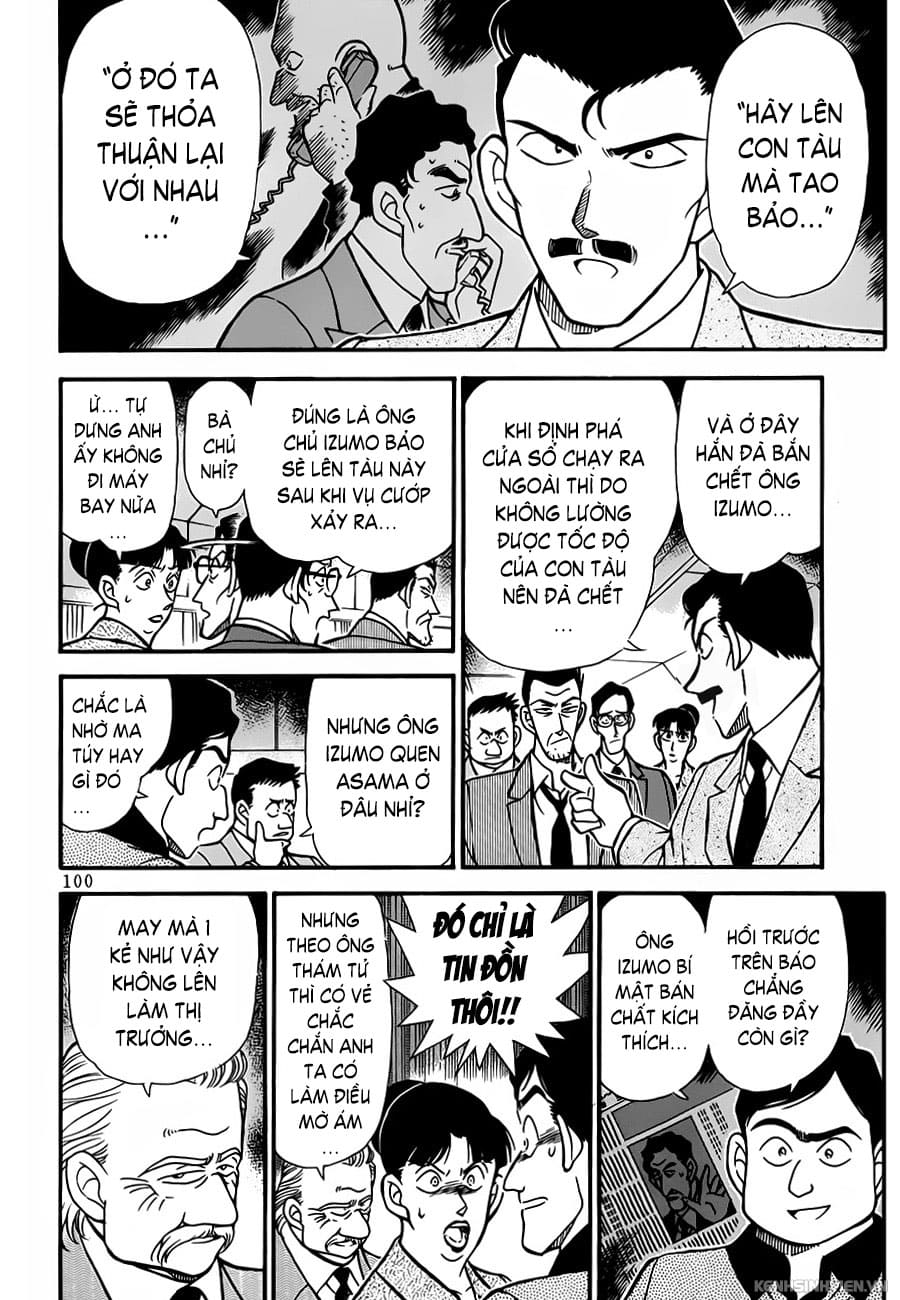 "HÃY LÊN
CON TÀU
MÀ TAO
BẢO..."
"Ở ĐÓ TA
SẼ THỎA
THUẬN LẠI
VỚI NHAU
..."
VÀ Ở ĐÂY
HẮN ĐÃ BẮN
CHẾT ÔNG
IZUMO...
KHI ĐỊNH PHÁ
CỬA SỔ CHẠY RA
NGOÀI THÌ DO
KHÔNG LƯỜNG
ĐƯỢC TỐC ĐỘ
CỦA CON TÀU
NÊN ĐÃ CHẾT
...
ĐÚNG LÀ ÔNG
CHỦ IZUMO BẢO
SẼ LÊN TÀU NÀY
SAU KHI VỤ CƯỚP
XẢY RA...
BÀ
CHỦ
NHỈ?
Ừ... TỰ
DƯNG ANH
ẤY KHÔNG
ĐI MÁY
BAY NỮA
...
NHƯNG ÔNG
IZUMO QUEN
ASAMA Ở
ĐÂU NHỈ?
CHẮC LÀ
NHỜ MA
TÚY HAY
GÌ ĐÓ
...
100
HỒI TRƯỚC
TRÊN BÁO
CHẲNG
ĐĂNG ĐẦY
CÒN GÌ?
ÔNG
IZUMO BÍ
MẬT BÁN
CHẤT KÍCH
THÍCH...
ĐÓ CHỈ LÀ
TIN ĐỒN
THÔI!!
NHƯNG
THEO ÔNG
THÁM TỬ
THÌ CÓ VẺ
CHẮC
CHẮN ANH
TA CÓ
LÀM ĐIỀU
MỜ ÁM
...
MAY MÀ 1
KẺ NHƯ VẬY
KHÔNG LÊN
LÀM THỊ
TRƯỞNG...
KENHSINHVIEN.VN